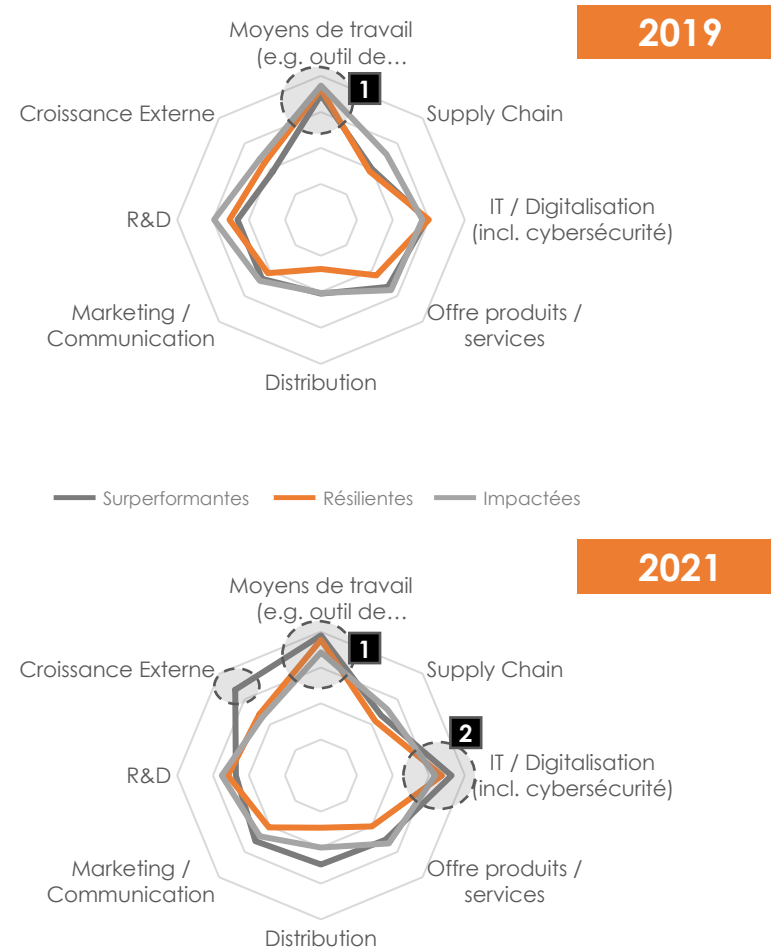 2019
Moyens de travail
(e.g. outil de…
1
Croissance Externe
Supply Chain
R&D
IT / Digitalisation
(incl. cybersécurité)
Marketing /
Communication
Offre produits /
services
Distribution
Surperformantes
Résilientes
Impactées
2021
Moyens de travail
(e.g. outil de…
1
Croissance Externe
Supply Chain
2
R&D
IT / Digitalisation
(incl. cybersécurité)
Marketing /
Communication
Offre produits /
services
Distribution